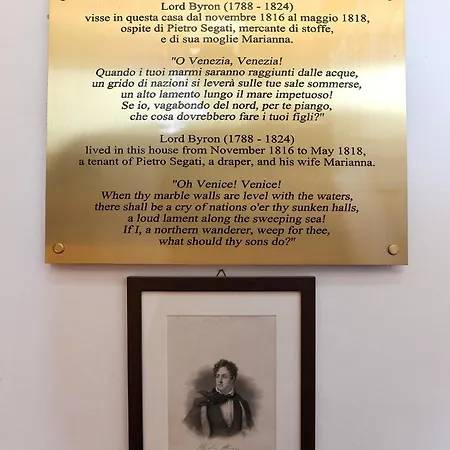 Lord Byron (1788 - 1824)
visse in questa casa dal novembre 1816 al maggio 1818,
ospite di Pietro Segati, mercante di stoffe,
e di sua moglie Marianna.
"O Venezia, Venezia!
Quando i tuoi marmi saranno raggiunti dalle acque,
un grido di nazioni si leverà sulle tue sale sommerse,
un alto lamento lungo il mare impetuoso!
Se io, vagabondo del nord, per te piango,
che cosa dovrebbero fare i tuoi figli?"
Lord Byron (1788 - 1824)
lived in this house from November 1816 to May 1818,
a tenant of Pietro Segati, a draper, and his wife Marianna.
"Oh Venice! Venice!
When thy marble walls are level with the waters,
there shall be a cry of nations o'er thy sunken halls,
a loud lament along the sweeping sea!
If I, a northern wanderer, weep for thee,
what should thy sons do?"